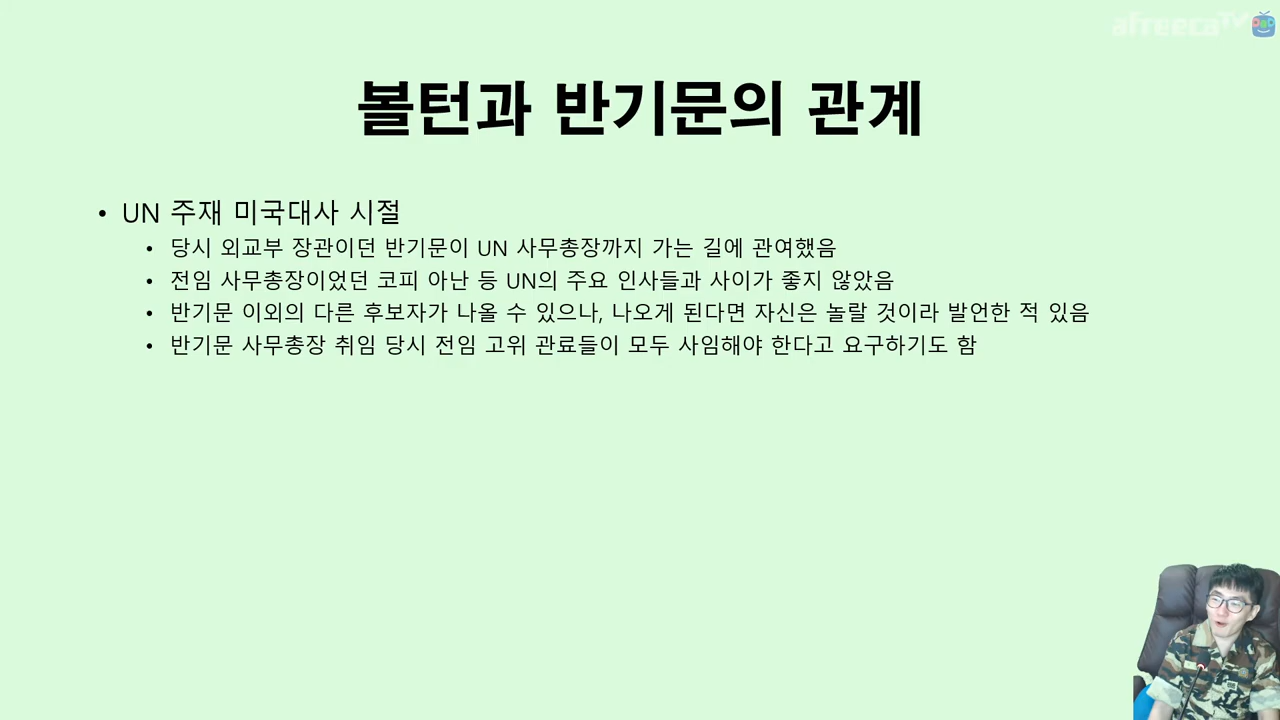 afreecaTV
볼턴과 반기문의 관계
• UN 주재 미국대사 시절
• 당시 외교부 장관이던 반기문이 UN 사무총장까지 가는 길에 관여했음
• 전임 사무총장이었던 코피 아난 등 UN의 주요 인사들과 사이가 좋지 않았음
• 반기문 이외의 다른 후보자가 나올 수 있으나, 나오게 된다면 자신은 놀랄 것이라 발언한 적 있음
• 반기문 사무총장 취임 당시 전임 고위 관료들이 모두 사임해야 한다고 요구하기도 함